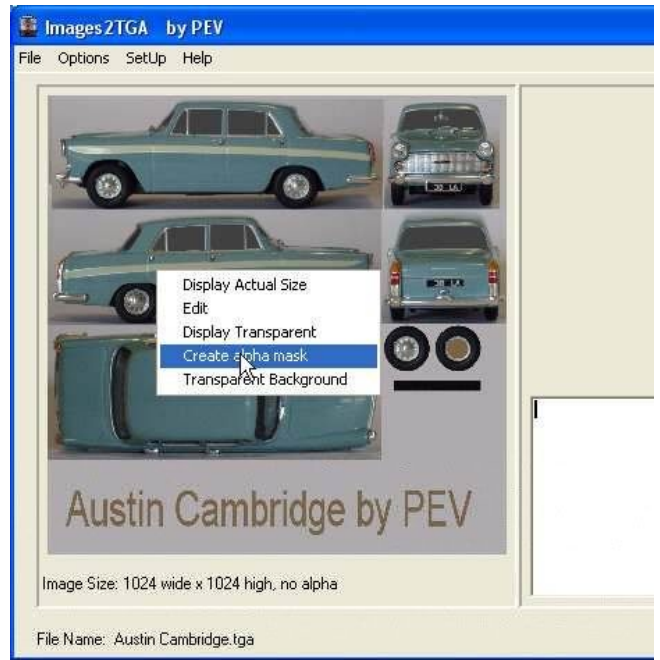 Images2TGA by PEV
File Options SetUp Help
Display Actual Size
Edit
Display Transparent
Create alpha mask
Transparent Background
Austin Cambridge by PEV
Image Size: 1024 wide x 1024 high, no alpha
File Name: Austin Cambridge.tga